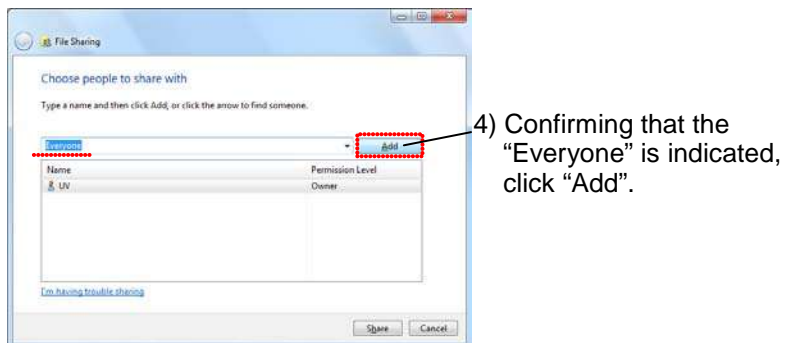 File Sharing
Choose people to share with
Type a name and then click Add, or click the arrow to find someone.
Everyone Add
Name Permission Level
UV Owner
I'm having trouble sharing
Share Cancel
4) Confirming that the
“Everyone” is indicated,
click “Add”.